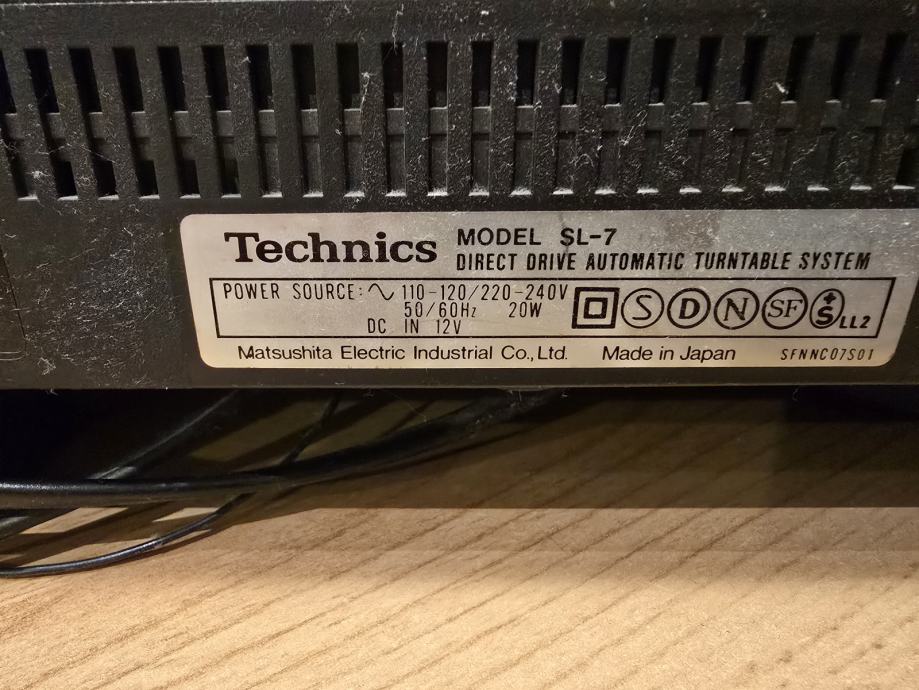 Technics MODEL SL-7
DIRECT DRIVE AUTOMATIC TURNTABLE SYSTEM
POWER SOURCE: ∿ 110-120/220-240V
50/60Hz 20W
DC IN 12V
S D N SF S LL2
Matsushita Electric Industrial Co., Ltd. Made in Japan SFNNC07S01